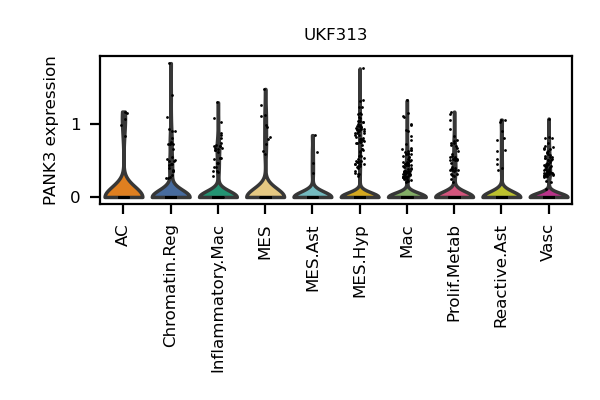 UKF313
PANK3 expression
1
0
AC
Chromatin.Reg
Inflammatory.Mac
MES
MES.Ast
MES.Hyp
Mac
Prolif.Metab
Reactive.Ast
Vasc